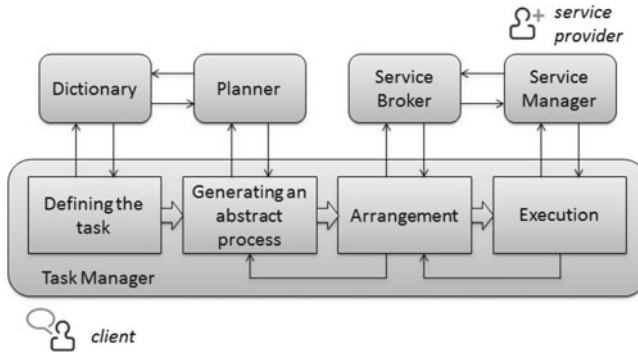 service
provider
Dictionary
Planner
Service
Broker
Service
Manager
Defining the
task
Generating an
abstract
process
Arrangement
Execution
Task Manager
client